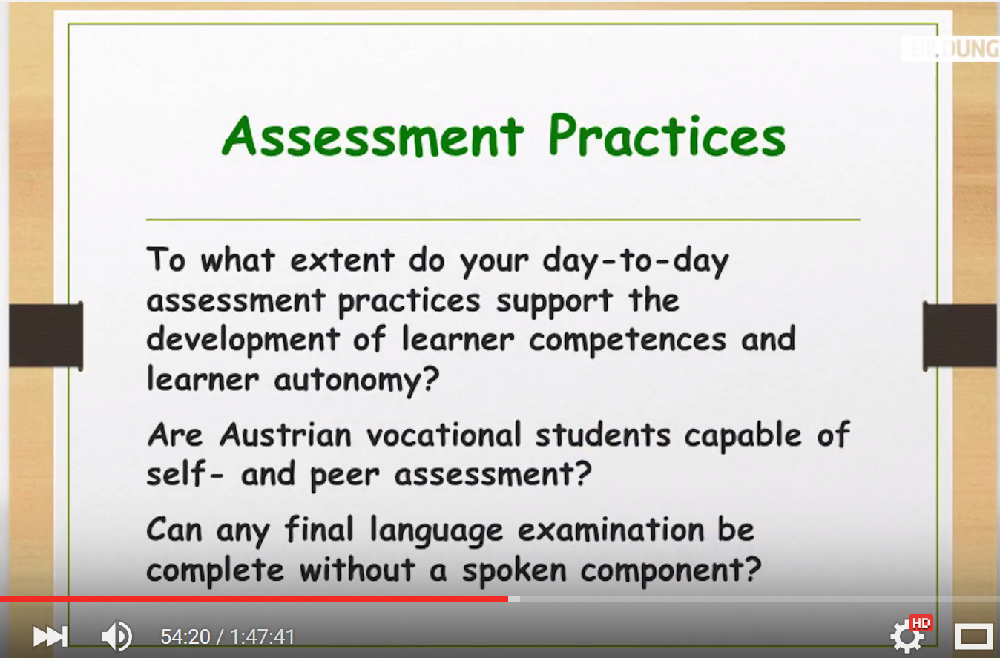 BILDUNG
Assessment Practices
To what extent do your day-to-day
assessment practices support the
development of learner competences and
learner autonomy?
Are Austrian vocational students capable of
self- and peer assessment?
Can any final language examination be
complete without a spoken component?
54:20 / 1:47:41
HD